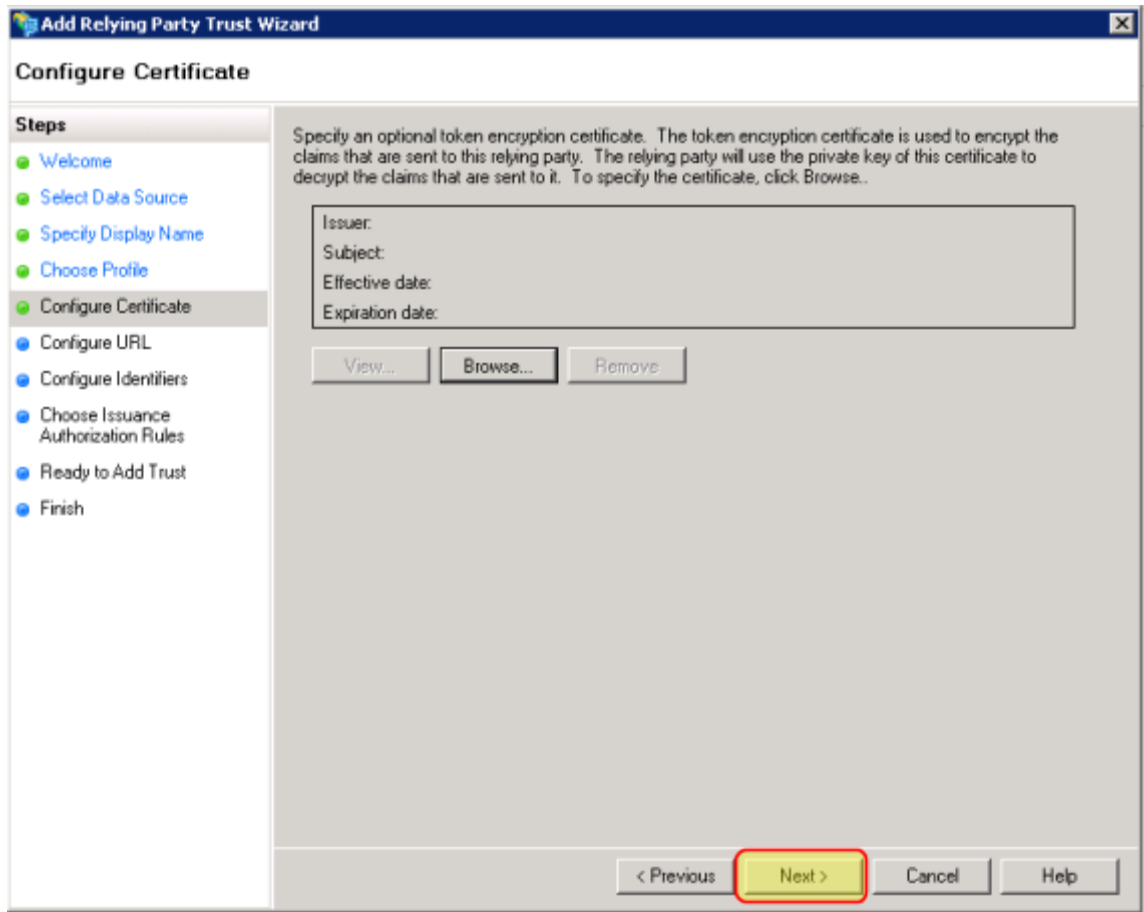 Add Relying Party Trust Wizard
Configure Certificate
Steps
Welcome
Select Data Source
Specify Display Name
Choose Profile
Configure Certificate
Configure URL
Configure Identifiers
Choose Issuance
Authorization Rules
Ready to Add Trust
Finish
Specify an optional token encryption certificate.  The token encryption certificate is used to encrypt the
claims that are sent to this relying party.  The relying party will use the private key of this certificate to
decrypt the claims that are sent to it.  To specify the certificate, click Browse..
Issuer:
Subject:
Effective date:
Expiration date:
View...
Browse...
Remove
< Previous
Next >
Cancel
Help